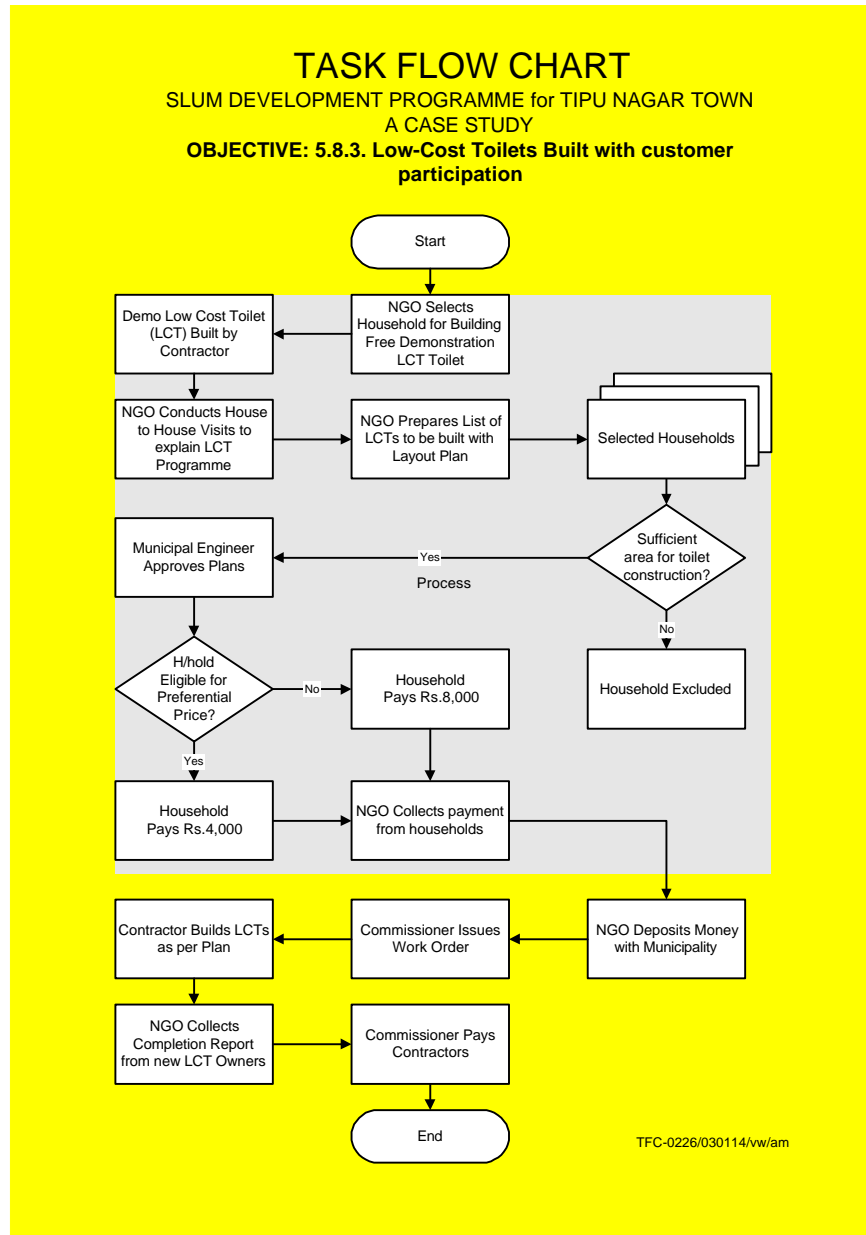 TASK FLOW CHART
SLUM DEVELOPMENT PROGRAMME for TIPU NAGAR TOWN
A CASE STUDY
OBJECTIVE: 5.8.3. Low-Cost Toilets Built with customer
participation
Start
NGO Selects
Household for Building
Free Demonstration
LCT Toilet
Demo Low Cost Toilet
(LCT) Built by
Contractor
NGO Conducts House
to House Visits to
explain LCT
Programme
NGO Prepares List of
LCTs to be built with
Layout Plan
Selected Households
Sufficient
area for toilet
construction?
Yes
Process
No
Household Excluded
Municipal Engineer
Approves Plans
H/hold
Eligible for
Preferential
Price?
No
Household
Pays Rs.8,000
Yes
Household
Pays Rs.4,000
NGO Collects payment
from households
NGO Deposits Money
with Municipality
Commissioner Issues
Work Order
Contractor Builds LCTs
as per Plan
NGO Collects
Completion Report
from new LCT Owners
Commissioner Pays
Contractors
End
TFC-0226/030114/vw/am